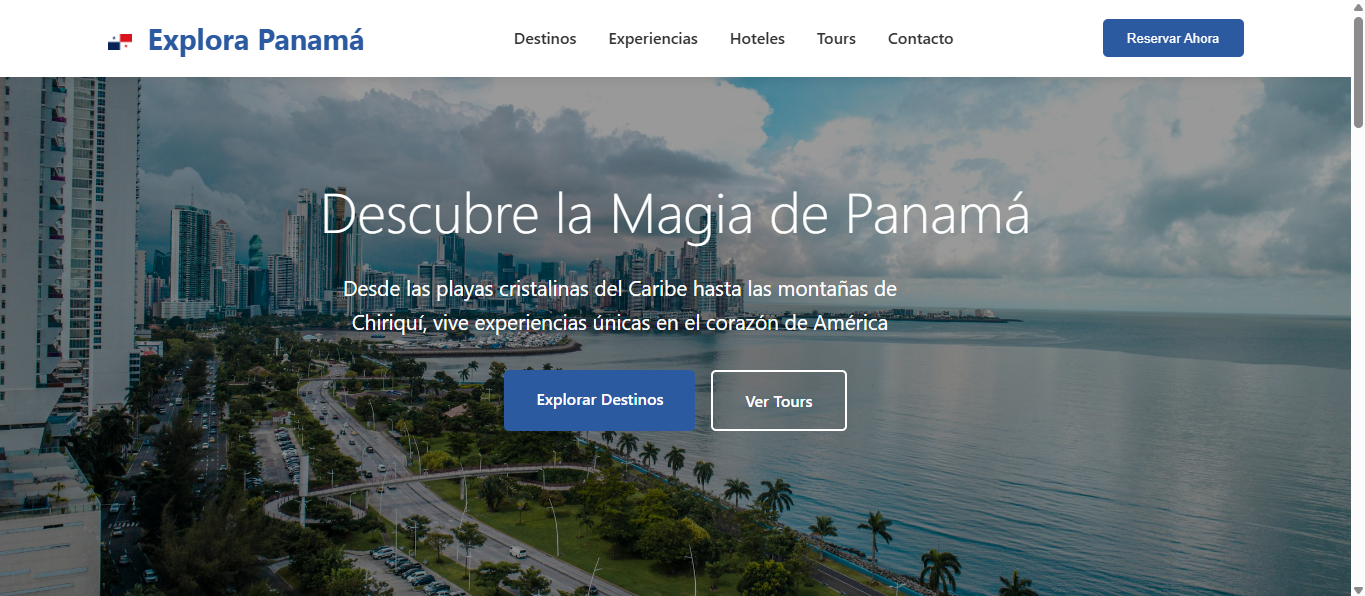 Explora Panamá
Destinos
Experiencias
Hoteles
Tours
Contacto
Reservar Ahora
Descubre la Magia de Panamá
Desde las playas cristalinas del Caribe hasta las montañas de
Chiriquí, vive experiencias únicas en el corazón de América
Explorar Destinos
Ver Tours